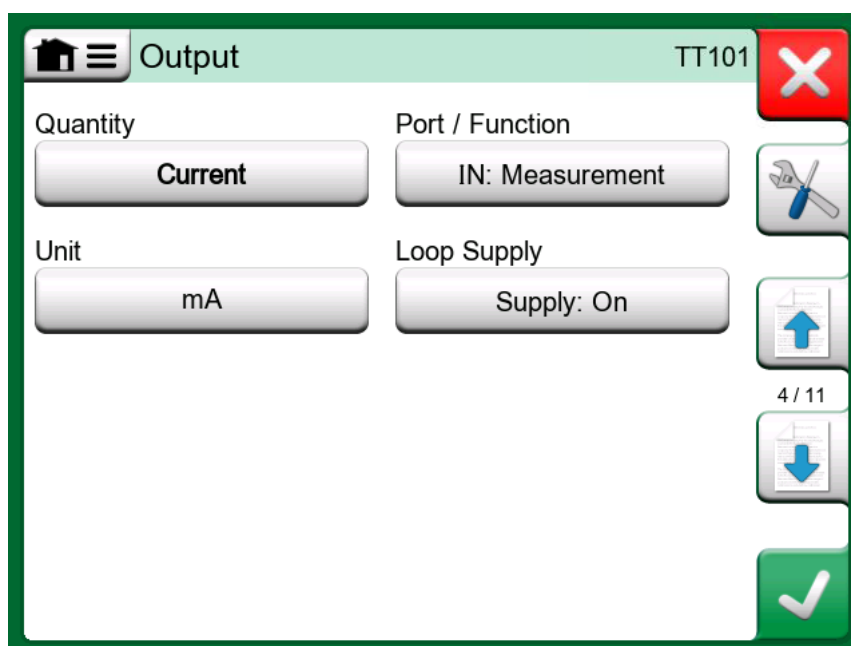 Output
TT101
Quantity
Port / Function
Current
IN: Measurement
Unit
Loop Supply
mA
Supply: On
4 / 11